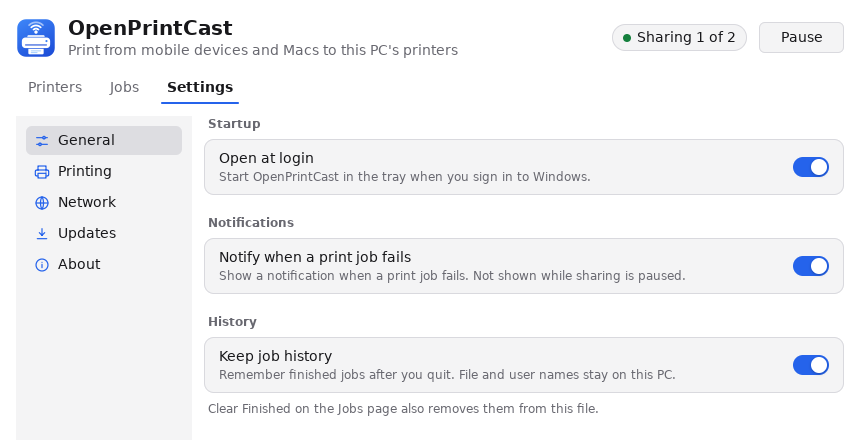 OpenPrintCast
Print from mobile devices and Macs to this PC's printers
Sharing 1 of 2
Pause
Printers
Jobs
Settings
General
Printing
Network
Updates
About
Startup
Open at login
Start OpenPrintCast in the tray when you sign in to Windows.
Notifications
Notify when a print job fails
Show a notification when a print job fails. Not shown while sharing is paused.
History
Keep job history
Remember finished jobs after you quit. File and user names stay on this PC.
Clear Finished on the Jobs page also removes them from this file.